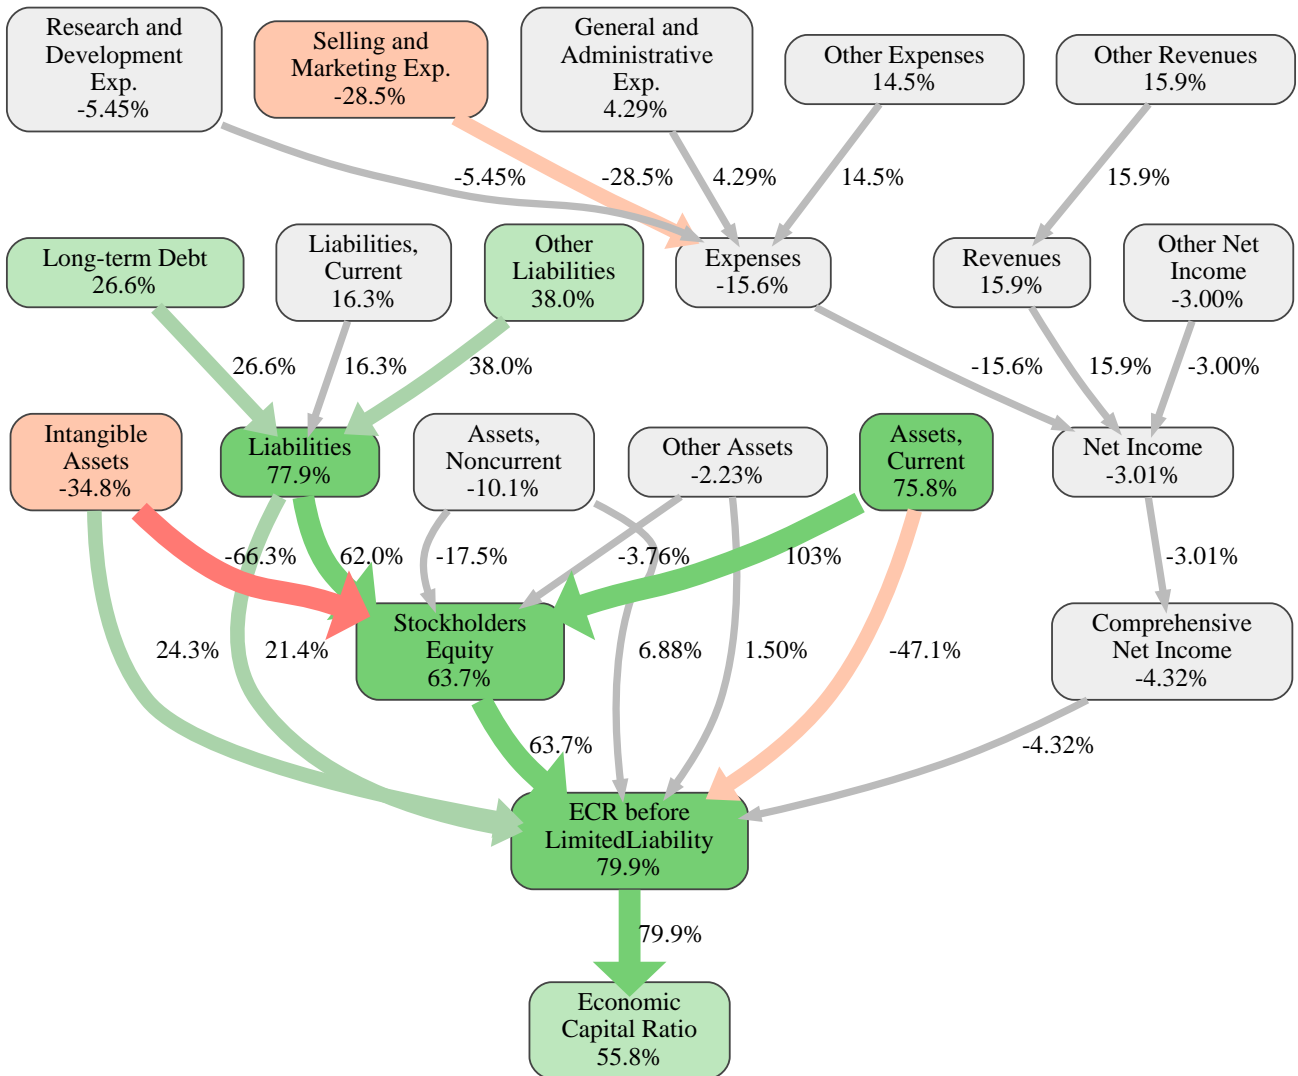 Research and
Development
Exp.
-5.45%
Selling and
Marketing Exp.
-28.5%
General and
Administrative
Exp.
4.29%
Other Expenses
14.5%
Other Revenues
15.9%
-5.45%
-28.5%
4.29%
14.5%
15.9%
Long-term Debt
26.6%
Liabilities,
Current
16.3%
Other
Liabilities
38.0%
Expenses
-15.6%
Revenues
15.9%
Other Net
Income
-3.00%
26.6%
16.3%
38.0%
-15.6%
15.9%
-3.00%
Intangible
Assets
-34.8%
Liabilities
77.9%
Assets,
Noncurrent
-10.1%
Other Assets
-2.23%
Assets,
Current
75.8%
Net Income
-3.01%
-66.3%
62.0%
-17.5%
-3.76%
103%
-3.01%
24.3%
21.4%
Stockholders
Equity
63.7%
6.88%
1.50%
-47.1%
Comprehensive
Net Income
-4.32%
63.7%
-4.32%
ECR before
LimitedLiability
79.9%
79.9%
Economic
Capital Ratio
55.8%